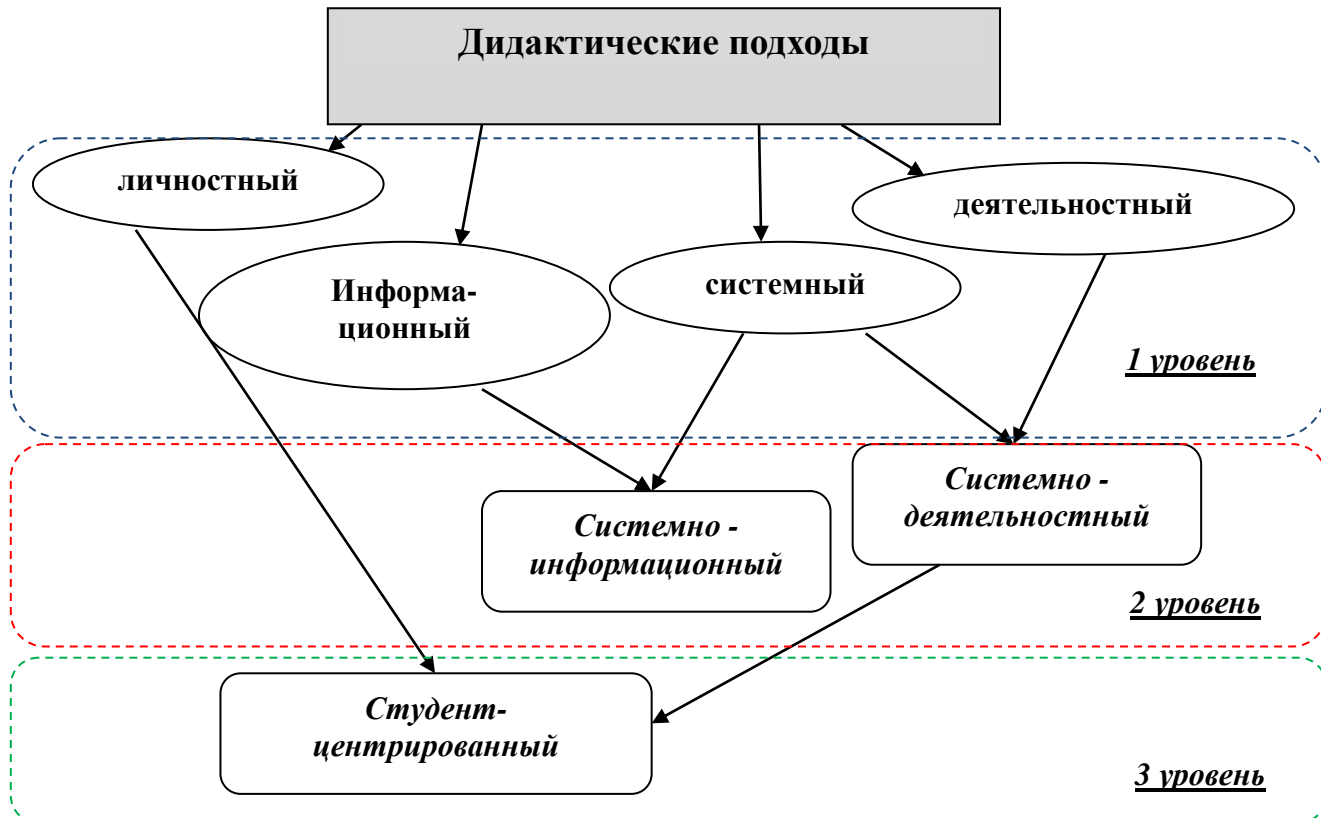 Дидактические подходы
личностный
деятельностный
Информа-
ционный
системный
1 уровень
Системно -
информационный
Системно -
деятельностный
2 уровень
Студент-
центрированный
3 уровень